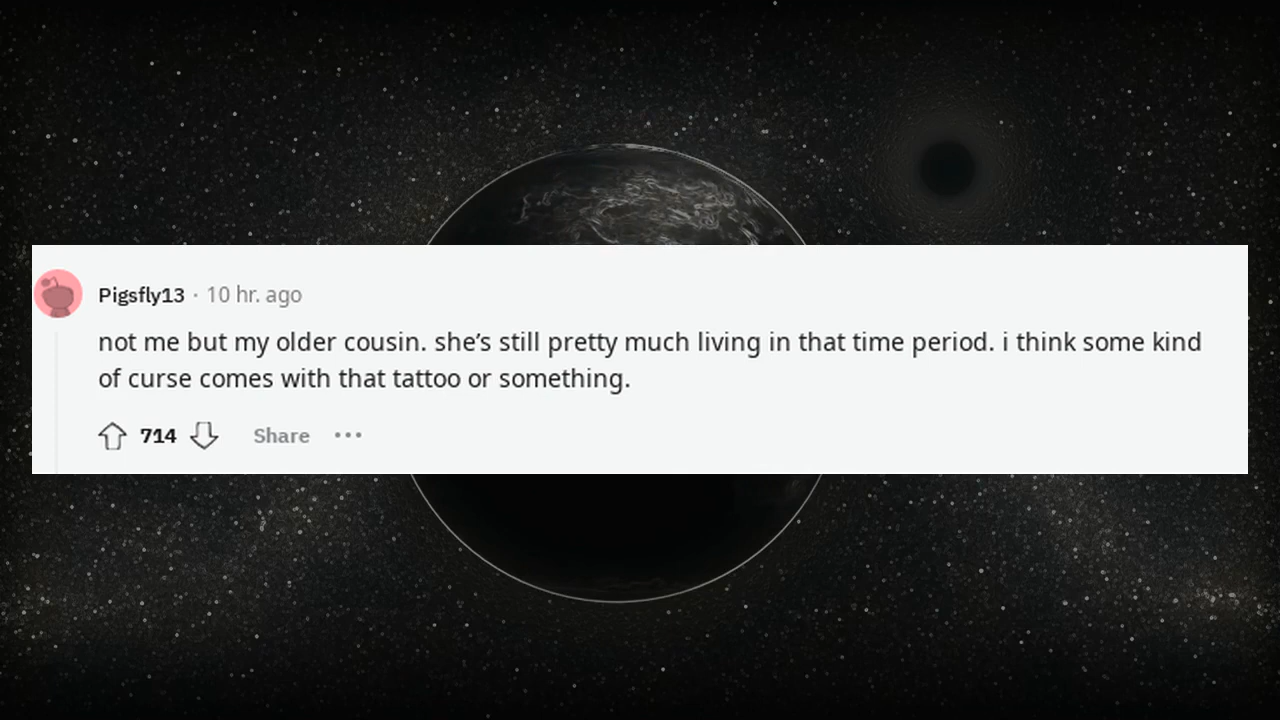 Pigsfly13 · 10 hr. ago
not me but my older cousin. she’s still pretty much living in that time period. i think some kind
of curse comes with that tattoo or something.
714 Share •••